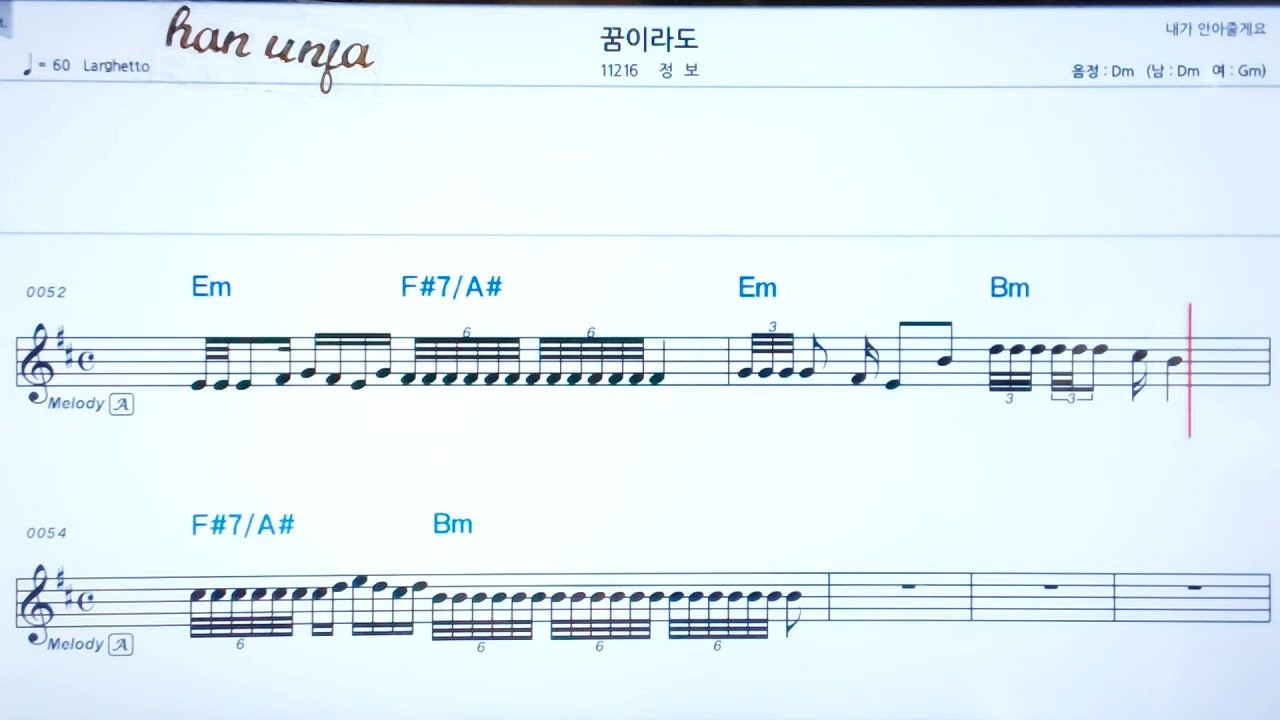 han unja
꿈이라도
내가 안아줄게요
♩ = 60 Larghetto
11216 정 보
음정 : Dm (남 : Dm 여 : Gm)
0052 Em F#7/A# Em Bm
6 6 3
Melody A
3 3
0054 F#7/A# Bm
Melody A
6 6 6 6